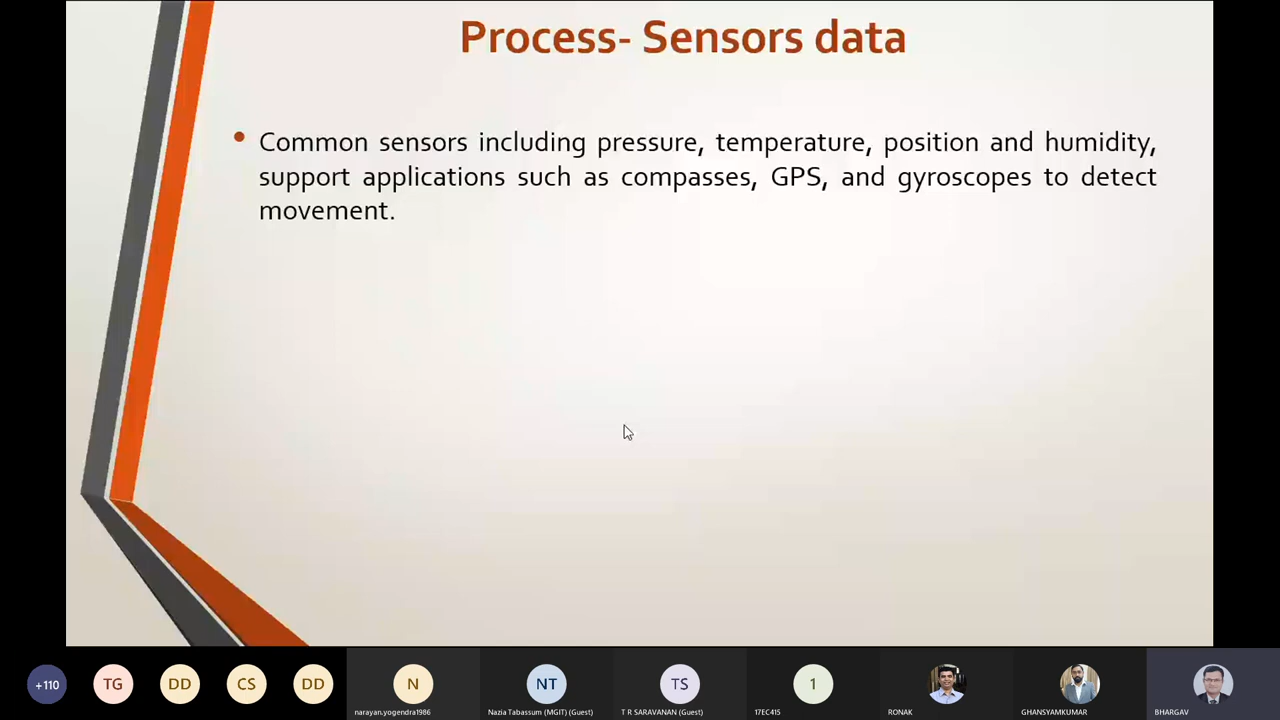 Process- Sensors data
• Common sensors including pressure, temperature, position and humidity,
support applications such as compasses, GPS, and gyroscopes to detect
movement.
+110
TG
DD
CS
DD
N
NT
TS
1
narayan.yogendra1986
Nazia Tabassum (MGIT) (Guest)
T R SARAVANAN (Guest)
17EC415
RONAK
GHANSYAMKUMAR
BHARGAV